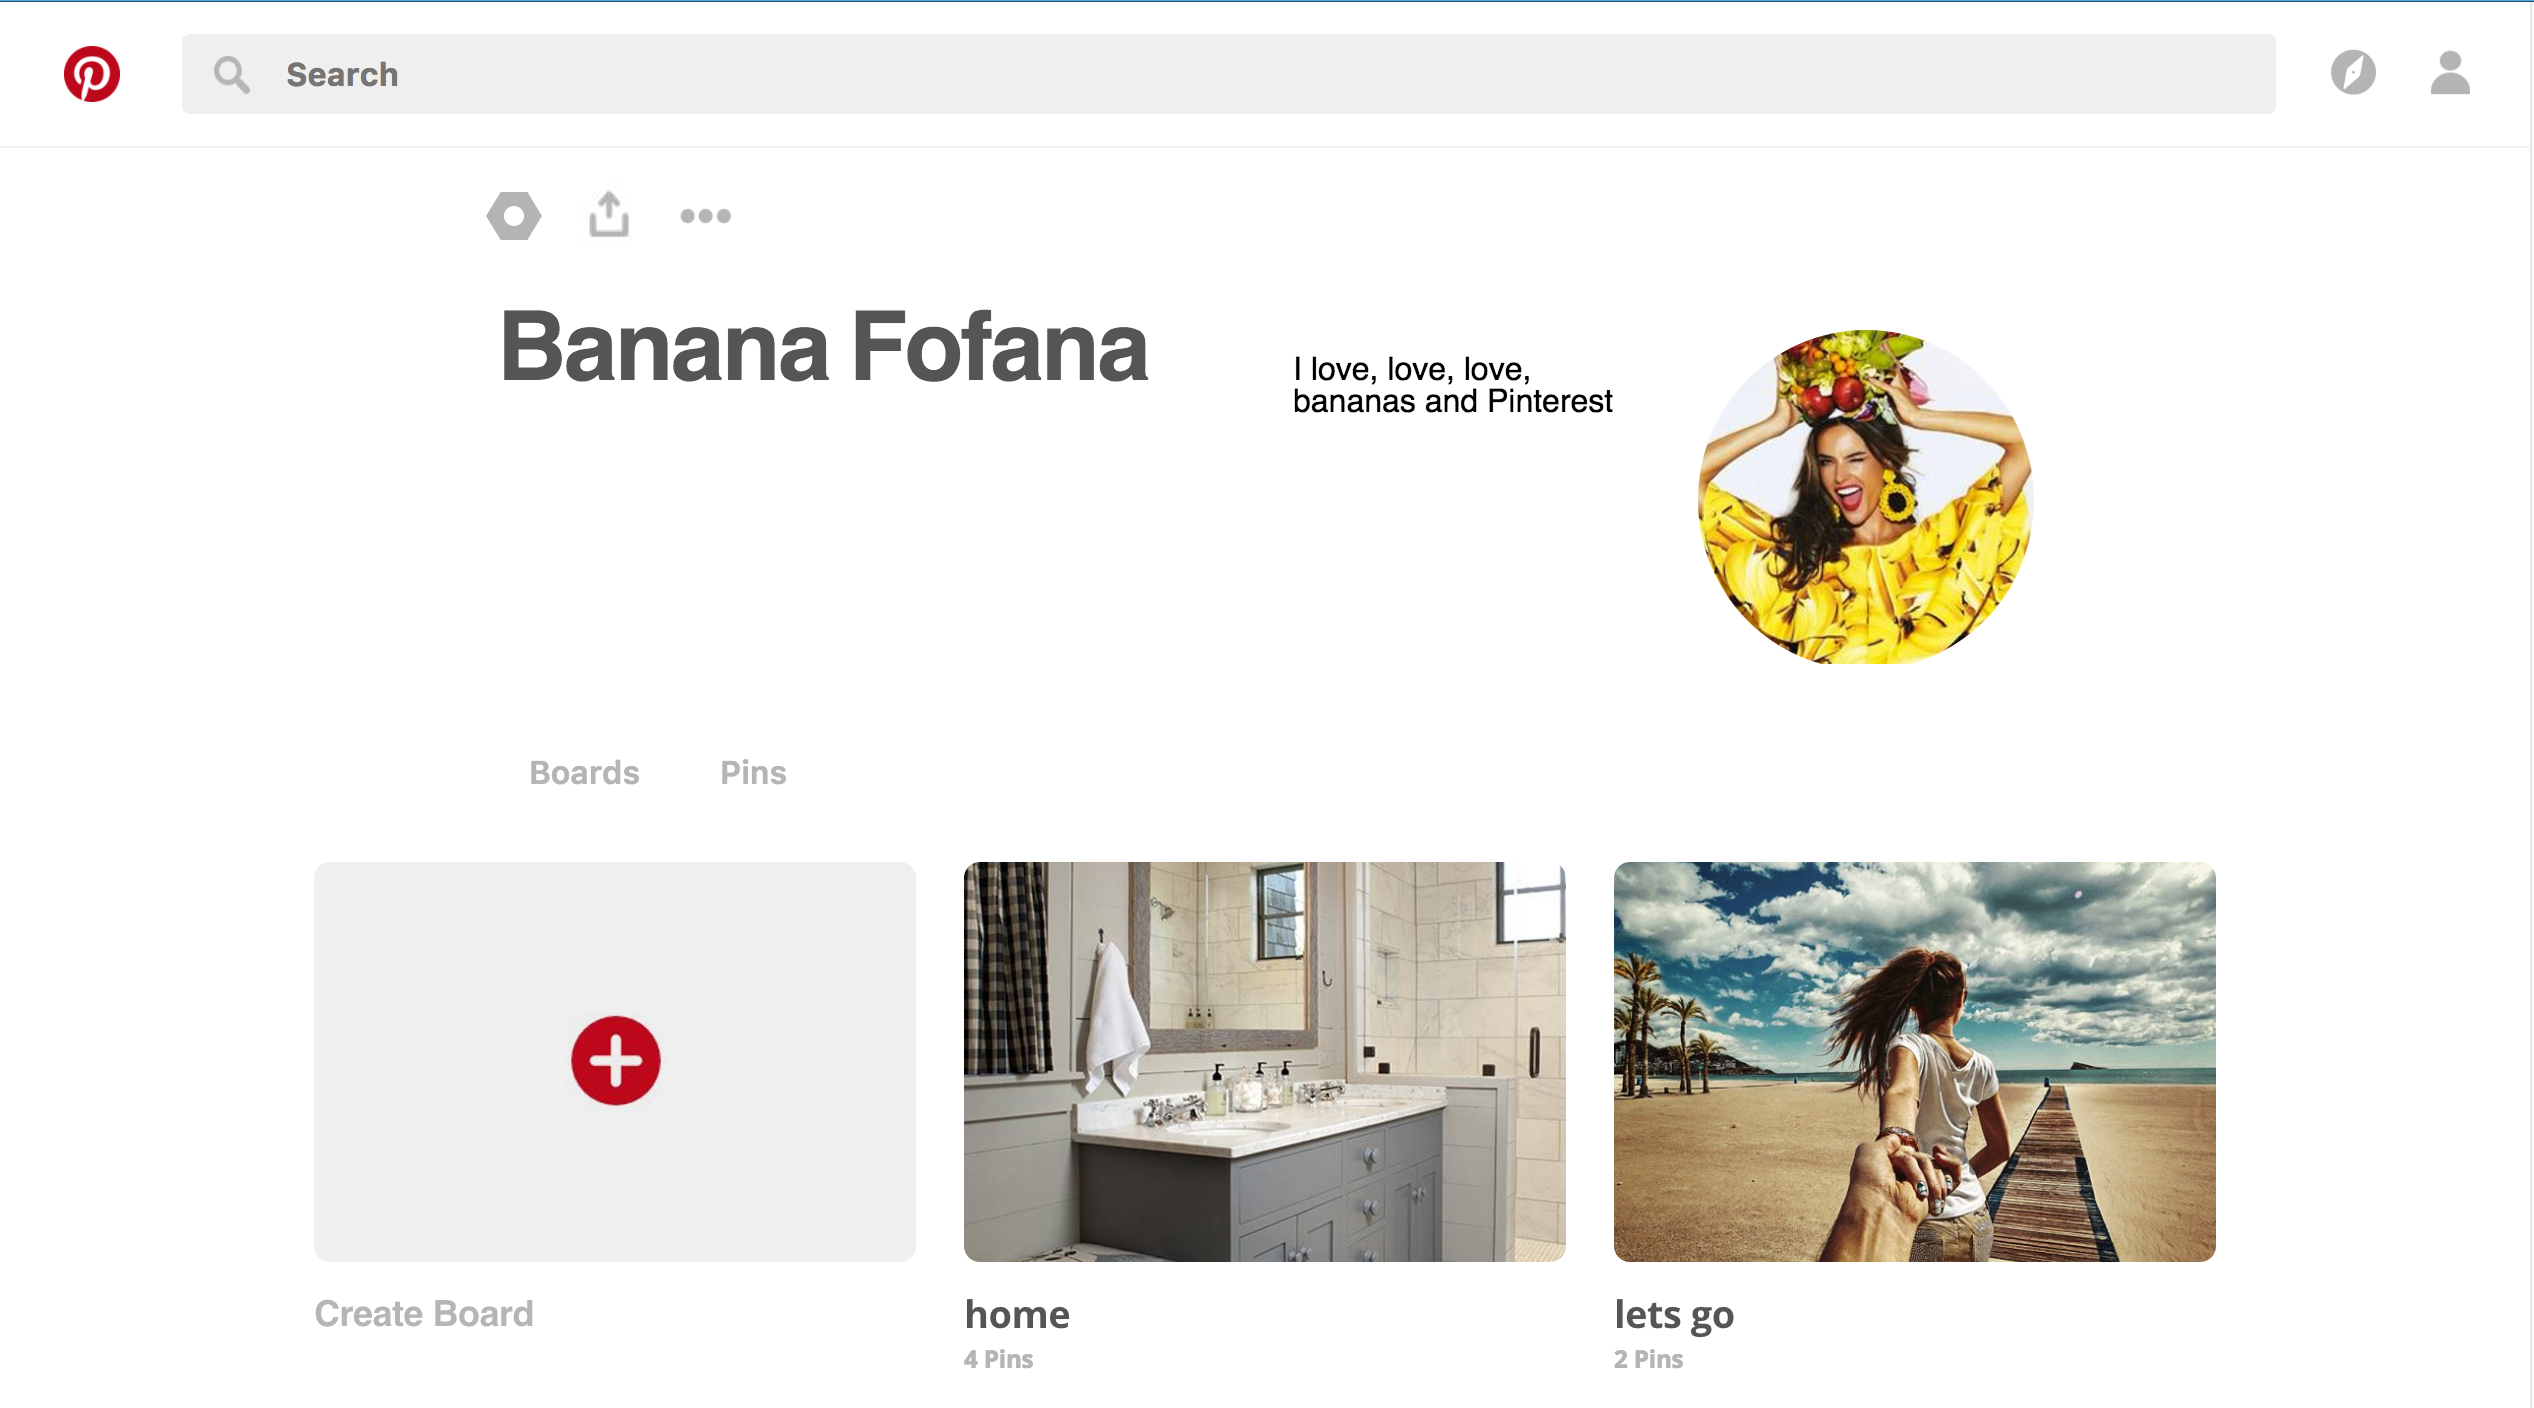 Search
Banana Fofana
I love, love, love,
bananas and Pinterest
Boards
Pins
Create Board
home
4 Pins
lets go
2 Pins